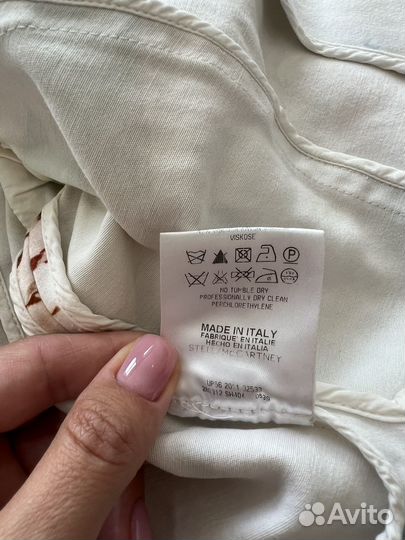 VISKOSE
NO TUMBLE DRY
PROFESSIONALLY DRY CLEAN
PERCHLORETHYLENE
MADE IN ITALY
FABRIQUÉ EN ITALIE
HECHO EN ITALIA
STELLA McCARTNEY
Avito